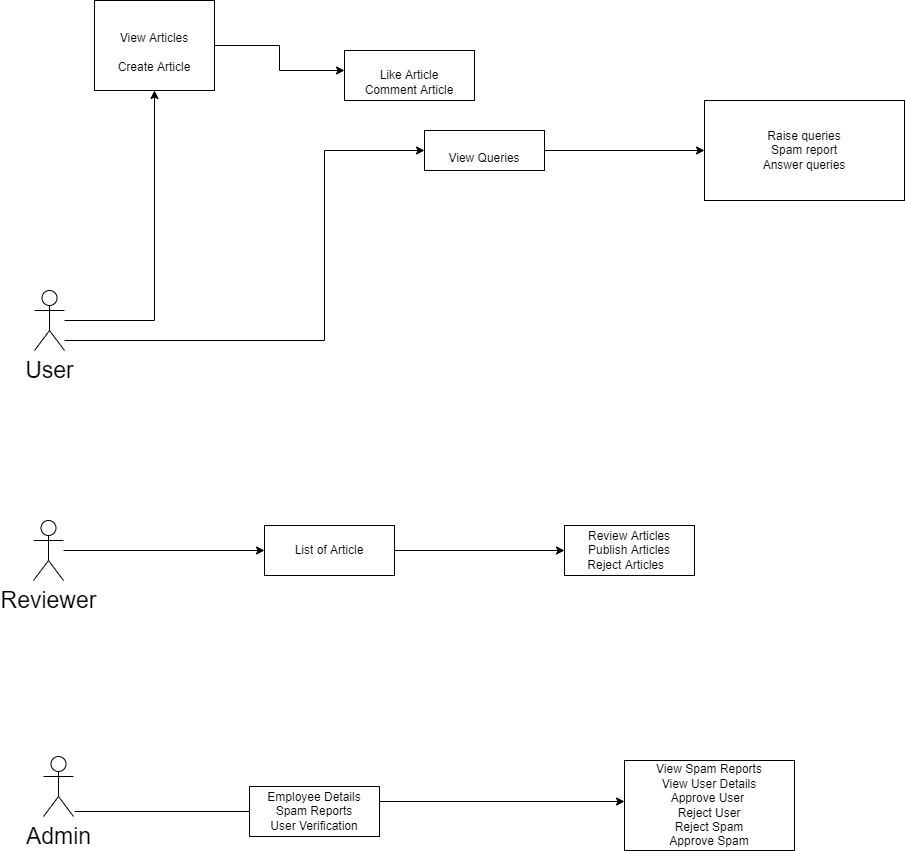 View Articles
Create Article
Like Article
Comment Article
View Queries
Raise queries
Spam report
Answer queries
User
Reviewer
List of Article
Review Articles
Publish Articles
Reject Articles
Admin
Employee Details
Spam Reports
User Verification
View Spam Reports
View User Details
Approve User
Reject User
Reject Spam
Approve Spam